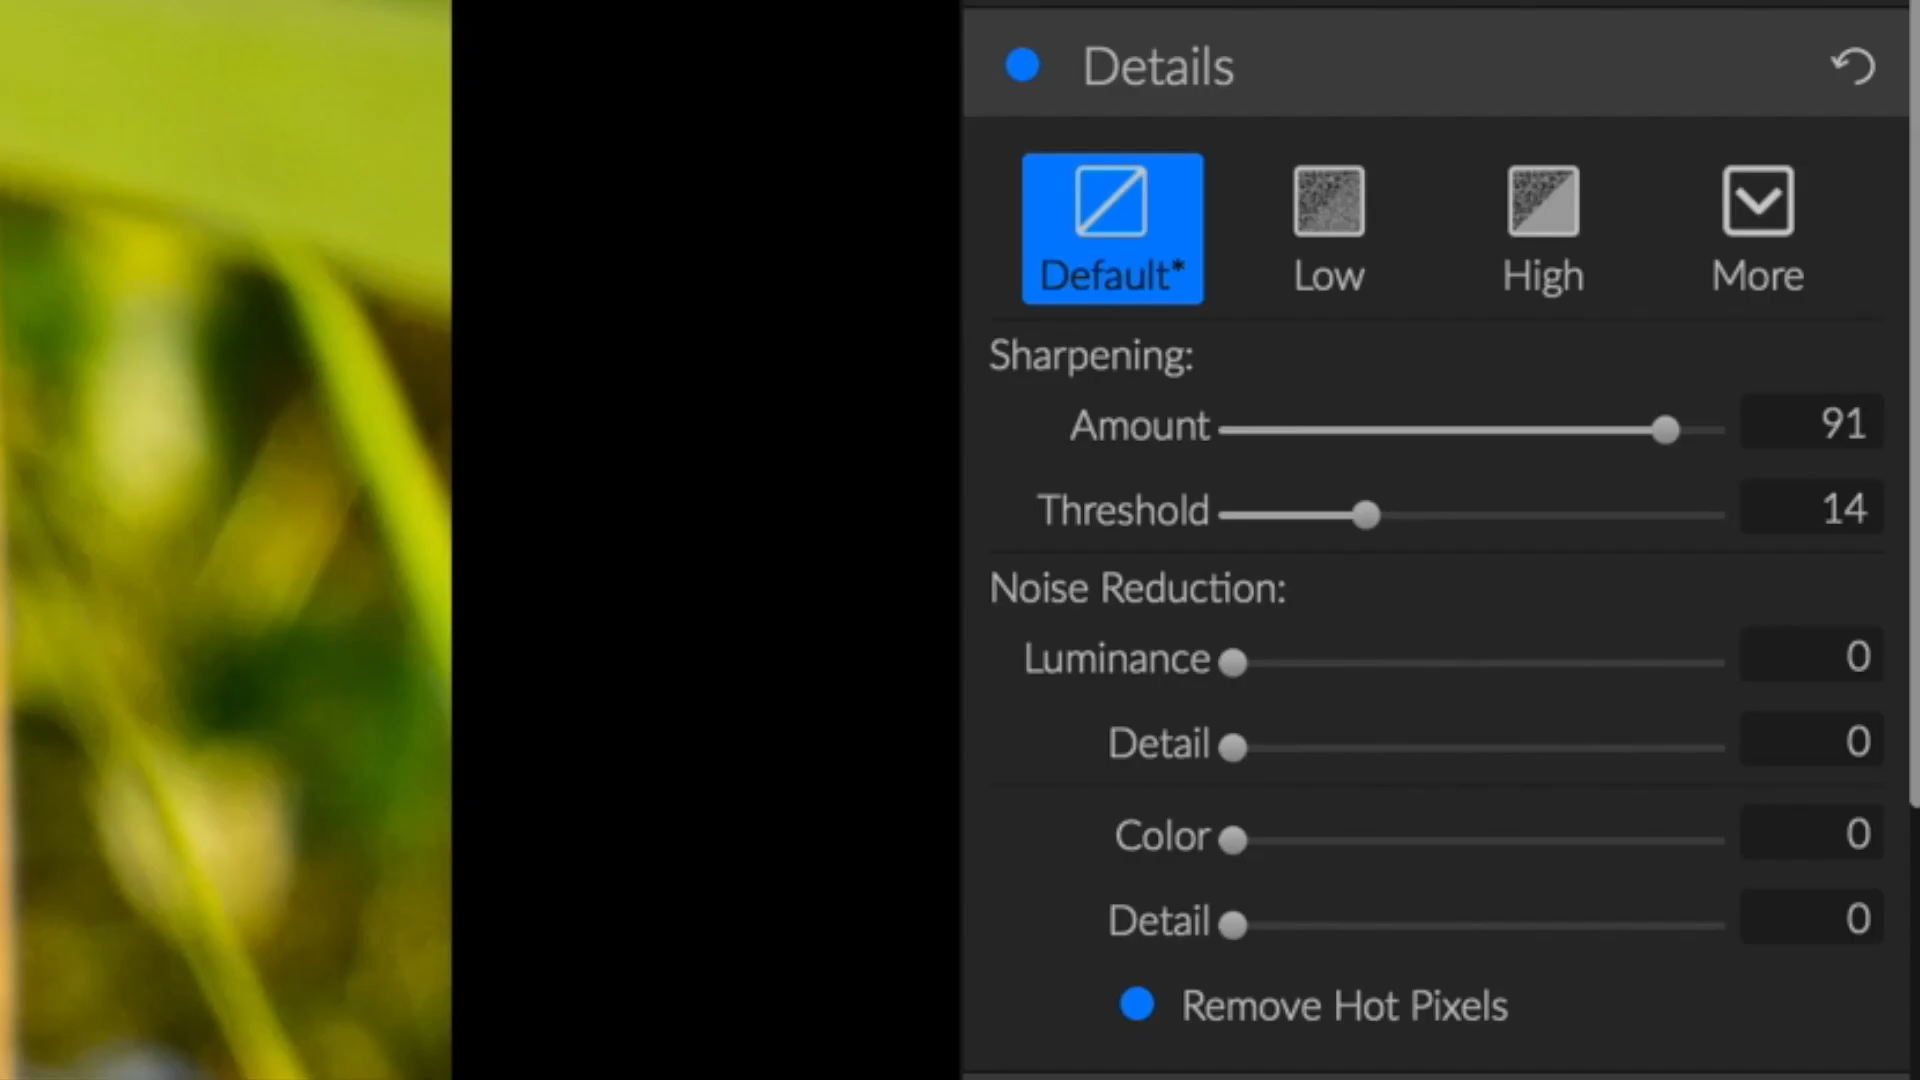 Details
Default* Low High More
Sharpening:
Amount 91
Threshold 14
Noise Reduction:
Luminance 0
Detail 0
Color 0
Detail 0
Remove Hot Pixels